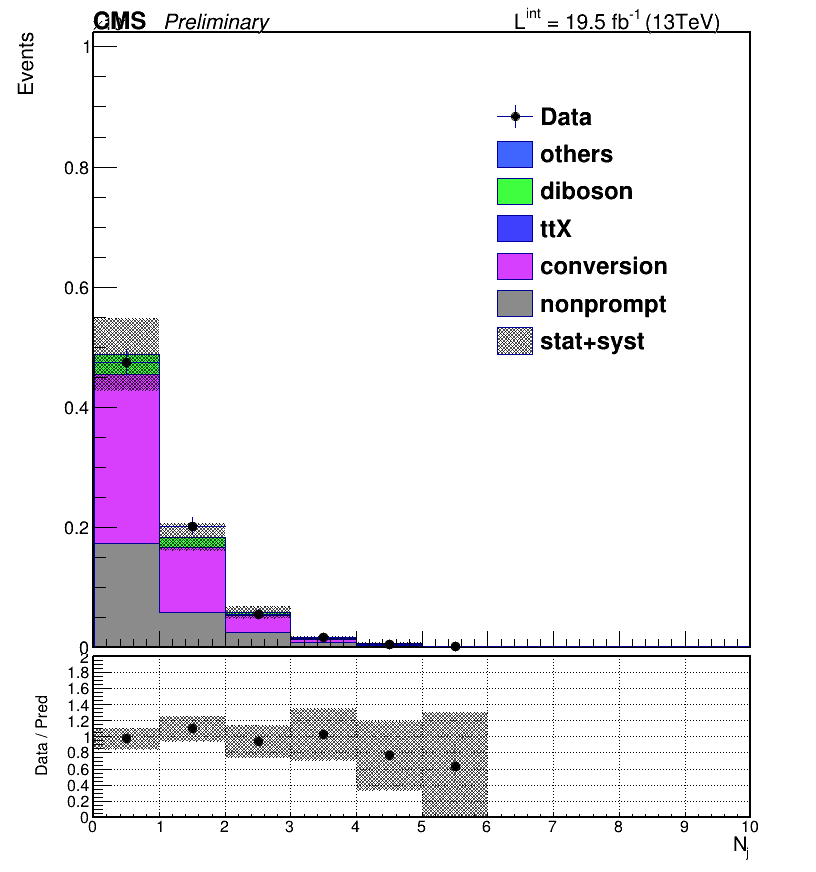 CMS Preliminary L^int = 19.5 fb^-1 (13TeV)
Events
1
0.8
0.6
0.4
0.2
0
Data
others
diboson
ttX
conversion
nonprompt
stat+syst
Data / Pred
2
1.8
1.6
1.4
1.2
1
0.8
0.6
0.4
0.2
0
0 1 2 3 4 5 6 7 8 9 10
N_j